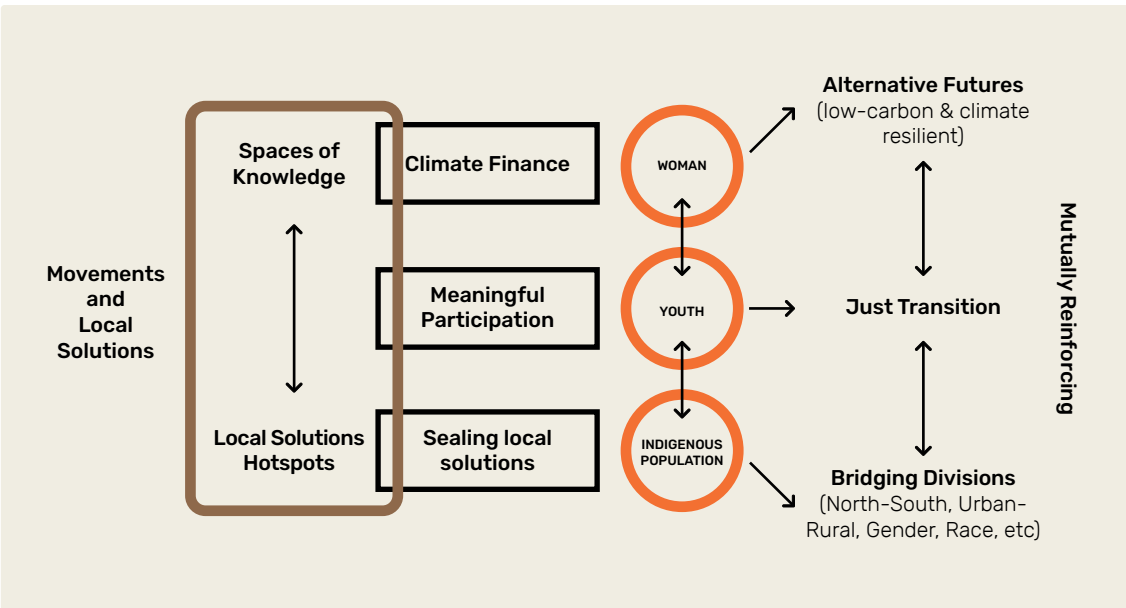 Movements
and
Local
Solutions
Spaces of
Knowledge
Local Solutions
Hotspots
Climate Finance
Meaningful
Participation
Sealing local
solutions
WOMAN
YOUTH
INDIGENOUS
POPULATION
Alternative Futures
(low-carbon & climate
resilient)
Just Transition
Bridging Divisions
(North-South, Urban-
Rural, Gender, Race, etc)
Mutually Reinforcing